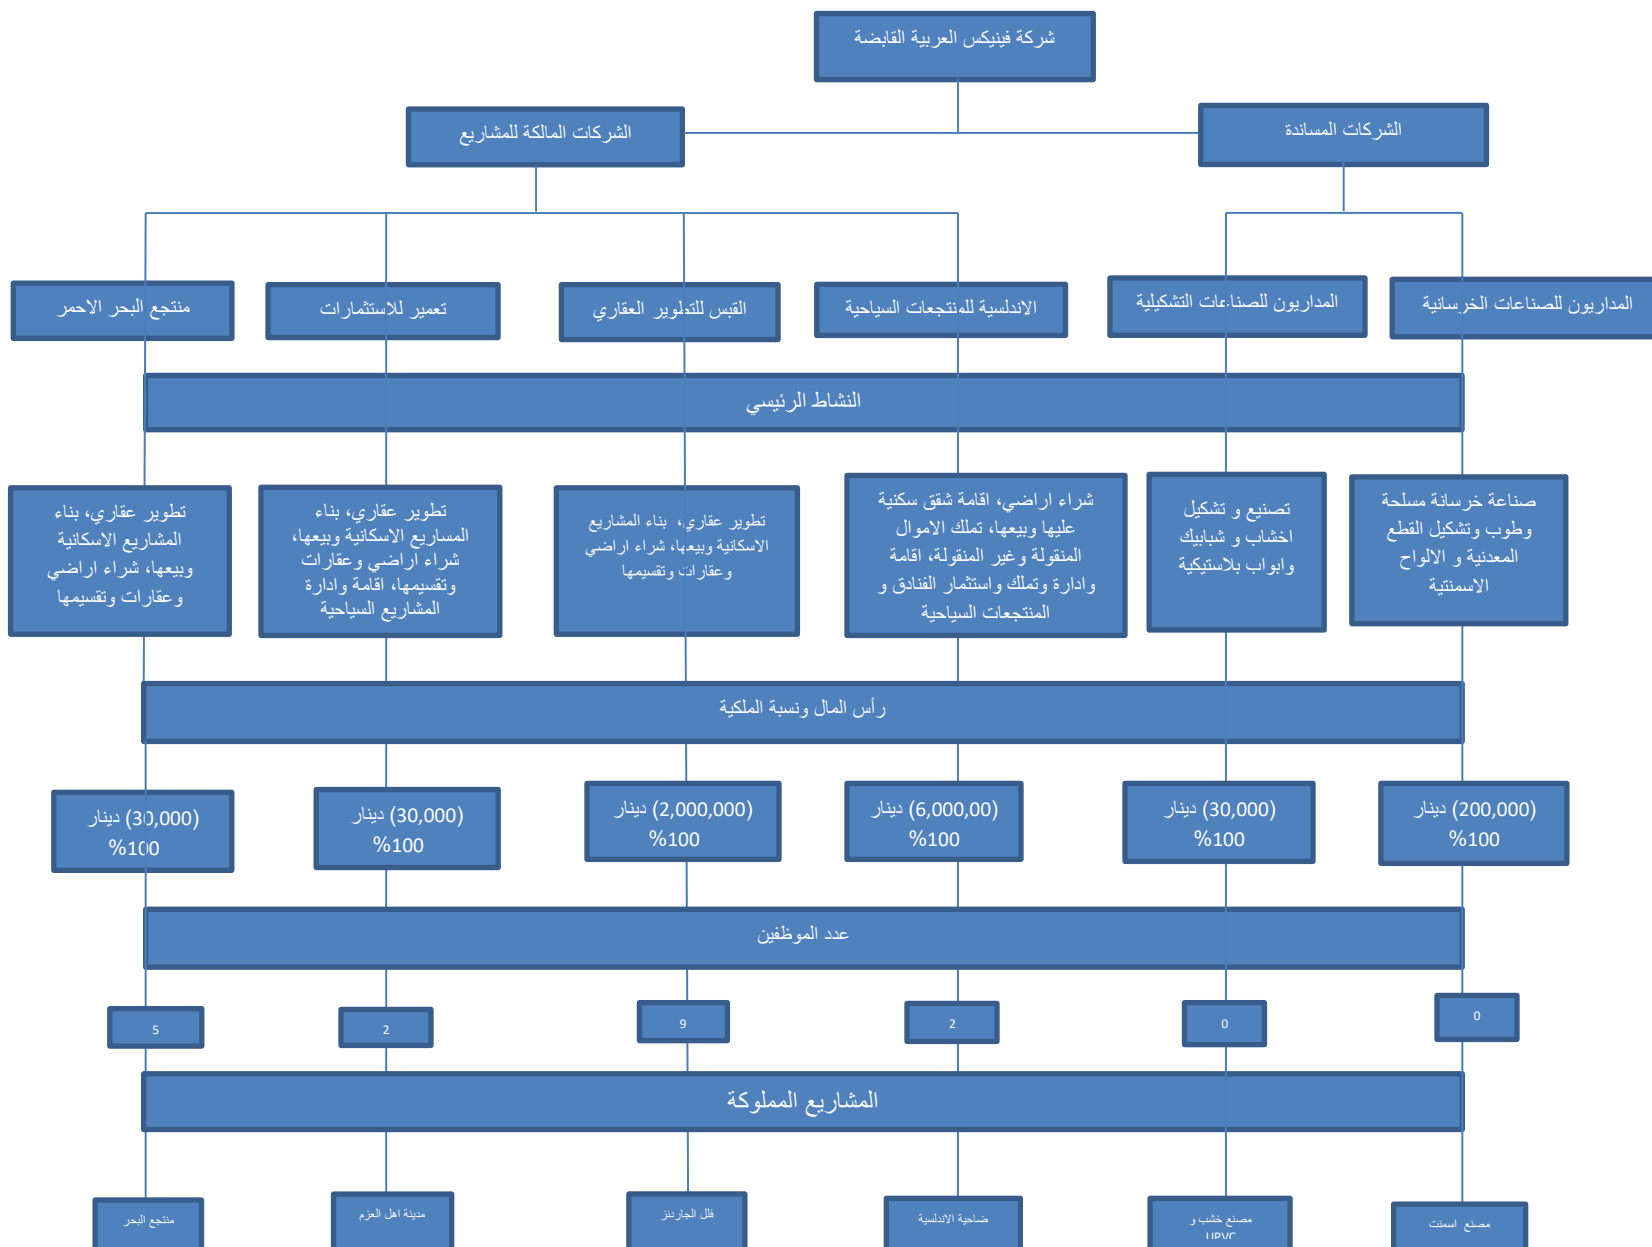 شركة فينيكس العربية القابضة
الشركات المساندة
الشركات المالكة للمشاريع
المداريون للصناعات الخرسانية
المداريون للصناعات التشكيلية
الاندلسية للمنتجعات السياحية
القبس للتطوير العقاري
تعمير للاستثمارات
منتجع البحر الاحمر
النشاط الرئيسي
صناعة خرسانة مسلحة
وطوب وتشكيل القطع
المعدنية و الالواح
الاسمنتية
تصنيع و تشكيل
اخشاب و شبابيك
وابواب بلاستيكية
شراء اراضي، اقامة شقق سكنية
عليها وبيعها، تملك الاموال
المنقولة وغير المنقولة، اقامة
وادارة وتملك واستثمار الفنادق و
المنتجعات السياحية
تطوير عقاري، بناء المشاريع
الاسكانية وبيعها، شراء اراضي
وعقارات وتقسيمها
تطوير عقاري، بناء
المساريع الاسكانية وبيعها،
شراء اراضي وعقارات
وتقسيمها، اقامة وادارة
المشاريع السياحية
تطوير عقاري، بناء
المشاريع الاسكانية
وبيعها، شراء اراضي
وعقارات وتقسيمها
رأس المال ونسبة الملكية
(200,000) دينار
%100
(30,000) دينار
%100
(6,000,00) دينار
%100
(2,000,000) دينار
%100
(30,000) دينار
%100
(30,000) دينار
%100
عدد الموظفين
0
0
2
9
2
5
المشاريع المملوكة
مصنع اسمنت
مصنع خشب و
UPVC
ضاحية الاندلسية
فلل الجاردنز
مدينة اهل العزم
منتجع البحر